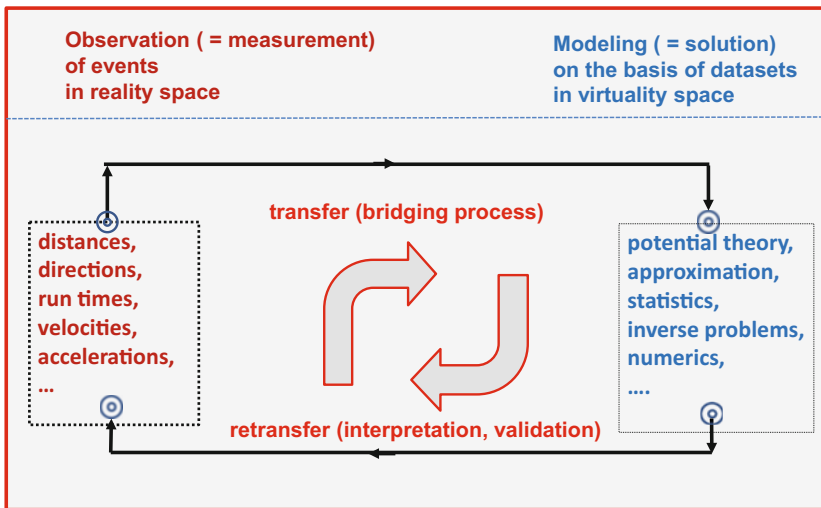 Observation ( = measurement)
of events
in reality space
Modeling ( = solution)
on the basis of datasets
in virtuality space
transfer (bridging process)
distances,
directions,
run times,
velocities,
accelerations,
...
potential theory,
approximation,
statistics,
inverse problems,
numerics,
....
retransfer (interpretation, validation)